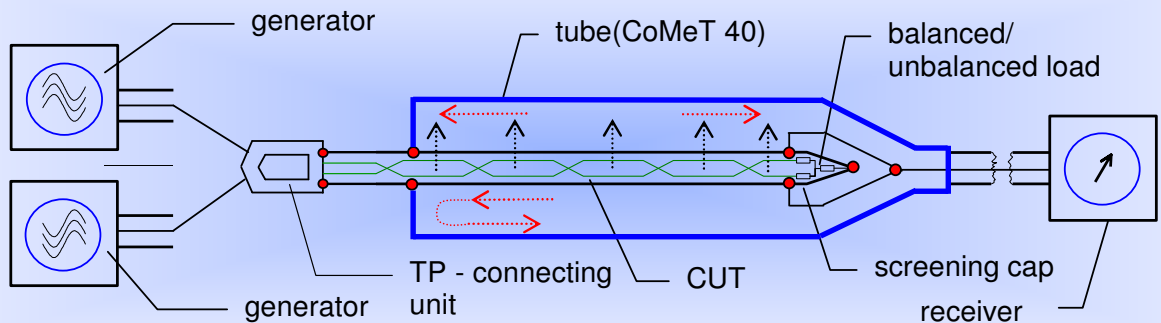 generator
tube(CoMeT 40)
balanced/
unbalanced load
generator
TP - connecting
unit
CUT
screening cap
receiver